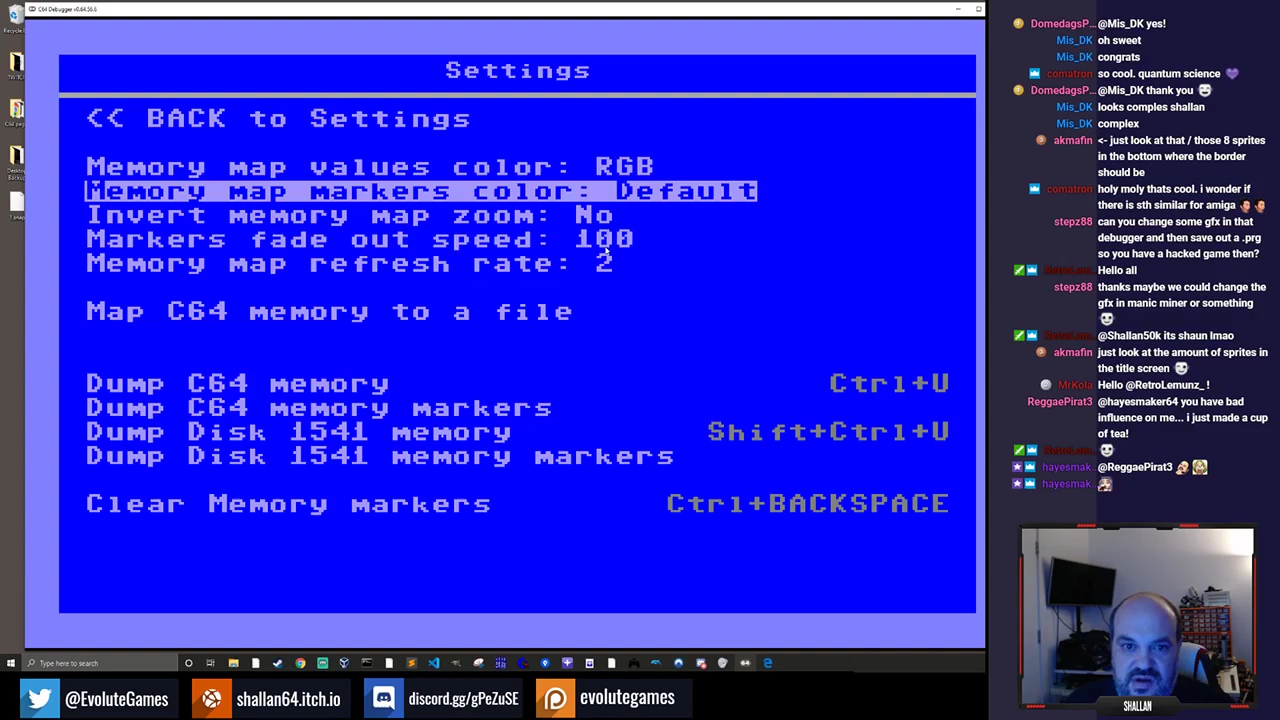 C64 Debugger v0.64.56.6
Settings
<< BACK to Settings
Memory map values color: RGB
Memory map markers color: Default
Invert memory map zoom: No
Markers fade out speed: 100
Memory map refresh rate: 2
Map C64 memory to a file
Dump C64 memory Ctrl+U
Dump C64 memory markers
Dump Disk 1541 memory Shift+Ctrl+U
Dump Disk 1541 memory markers
Clear Memory markers Ctrl+BACKSPACE
DomedagsP... @Mis_DK yes!
Mis_DK oh sweet
Mis_DK congrats
comatron so cool. quantum science
DomedagsP... @Mis_DK thank you
Mis_DK looks comples shallan
Mis_DK complex
akmafin <- just look at that / those 8 sprites
in the bottom where the border
should be
comatron holy moly thats cool. i wonder if
there is sth similar for amiga
stepz88 can you change some gfx in that
debugger and then save out a .prg
so you have a hacked game then?
Hello all
stepz88 thanks maybe we could change the
gfx in manic miner or something
@Shallan50k its shaun lmao
akmafin just look at the amount of sprites in
the title screen
MrKola Hello @RetroLemunz_ !
ReggaePirat3 @hayesmaker64 you have bad
influence on me... i just made a cup
of tea!
hayesmak... @ReggaePirat3
hayesmak...
SHALLAN
Type here to search
@EvoluteGames shallan64.itch.io discord.gg/gPeZuSE evolutegames